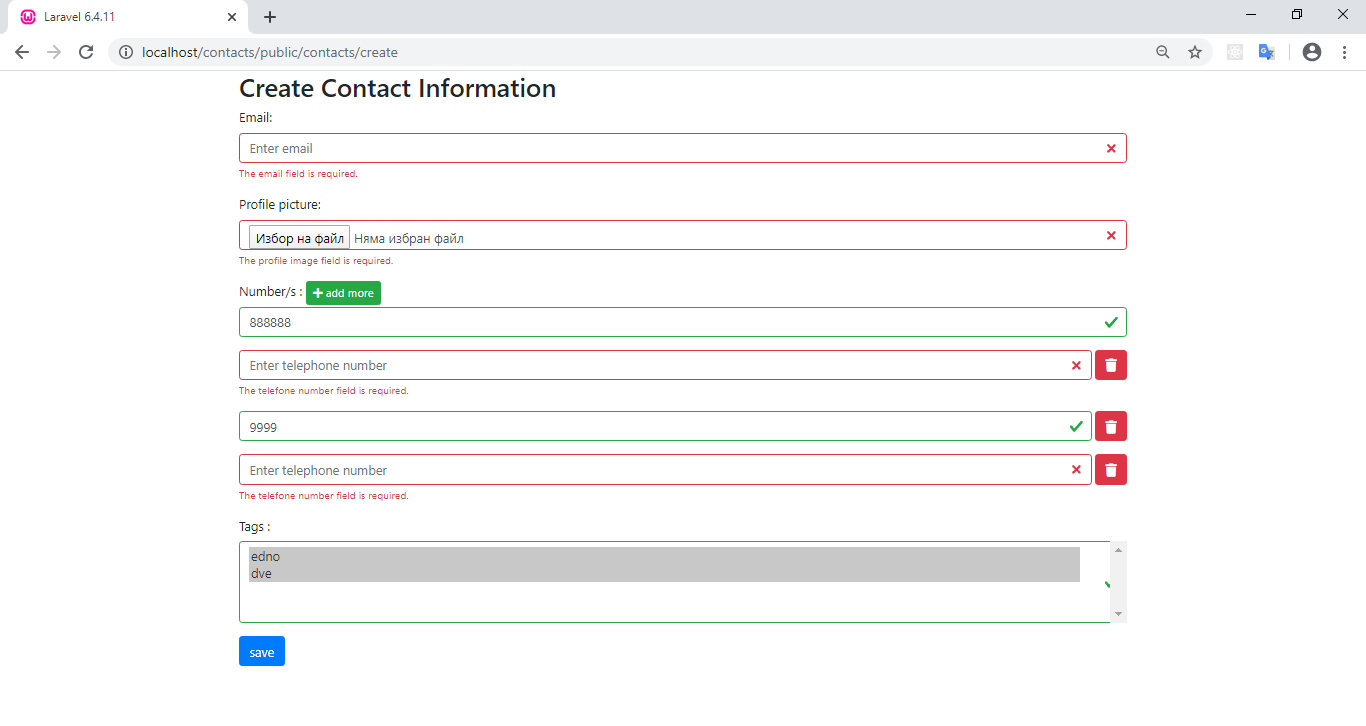 Laravel 6.4.11
localhost/contacts/public/contacts/create
Create Contact Information
Email:
Enter email
The email field is required.
Profile picture:
Избор на файл Няма избран файл
The profile image field is required.
Number/s : add more
888888
Enter telephone number
The telefone number field is required.
9999
Enter telephone number
The telefone number field is required.
Tags :
edno
dve
save